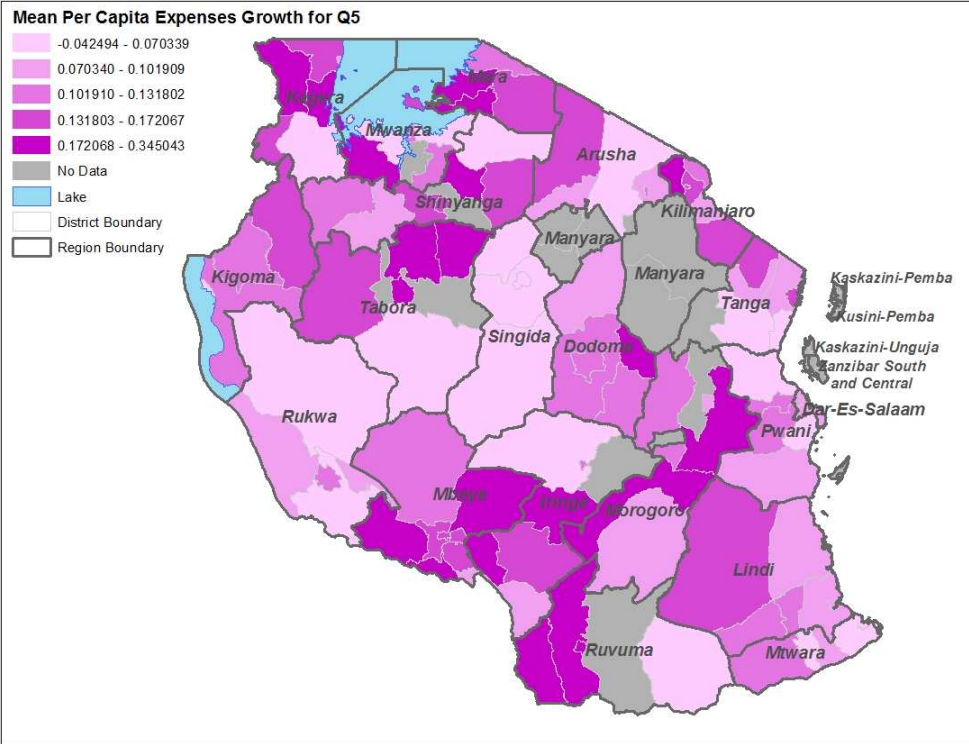 Mean Per Capita Expenses Growth for Q5
-0.042494 - 0.070339
0.070340 - 0.101909
0.101910 - 0.131802
0.131803 - 0.172067
0.172068 - 0.345043
No Data
Lake
District Boundary
Region Boundary
Kagera
Mara
Mwanza
Arusha
Shinyanga
Kilimanjaro
Manyara
Kigoma
Manyara
Kaskazini-Pemba
Tabora
Tanga
Kusini-Pemba
Singida
Dodoma
Kaskazini-Unguja
Zanzibar South
and Central
Rukwa
Dar-Es-Salaam
Pwani
Mbeya
Iringa
Morogoro
Lindi
Ruvuma
Mtwara